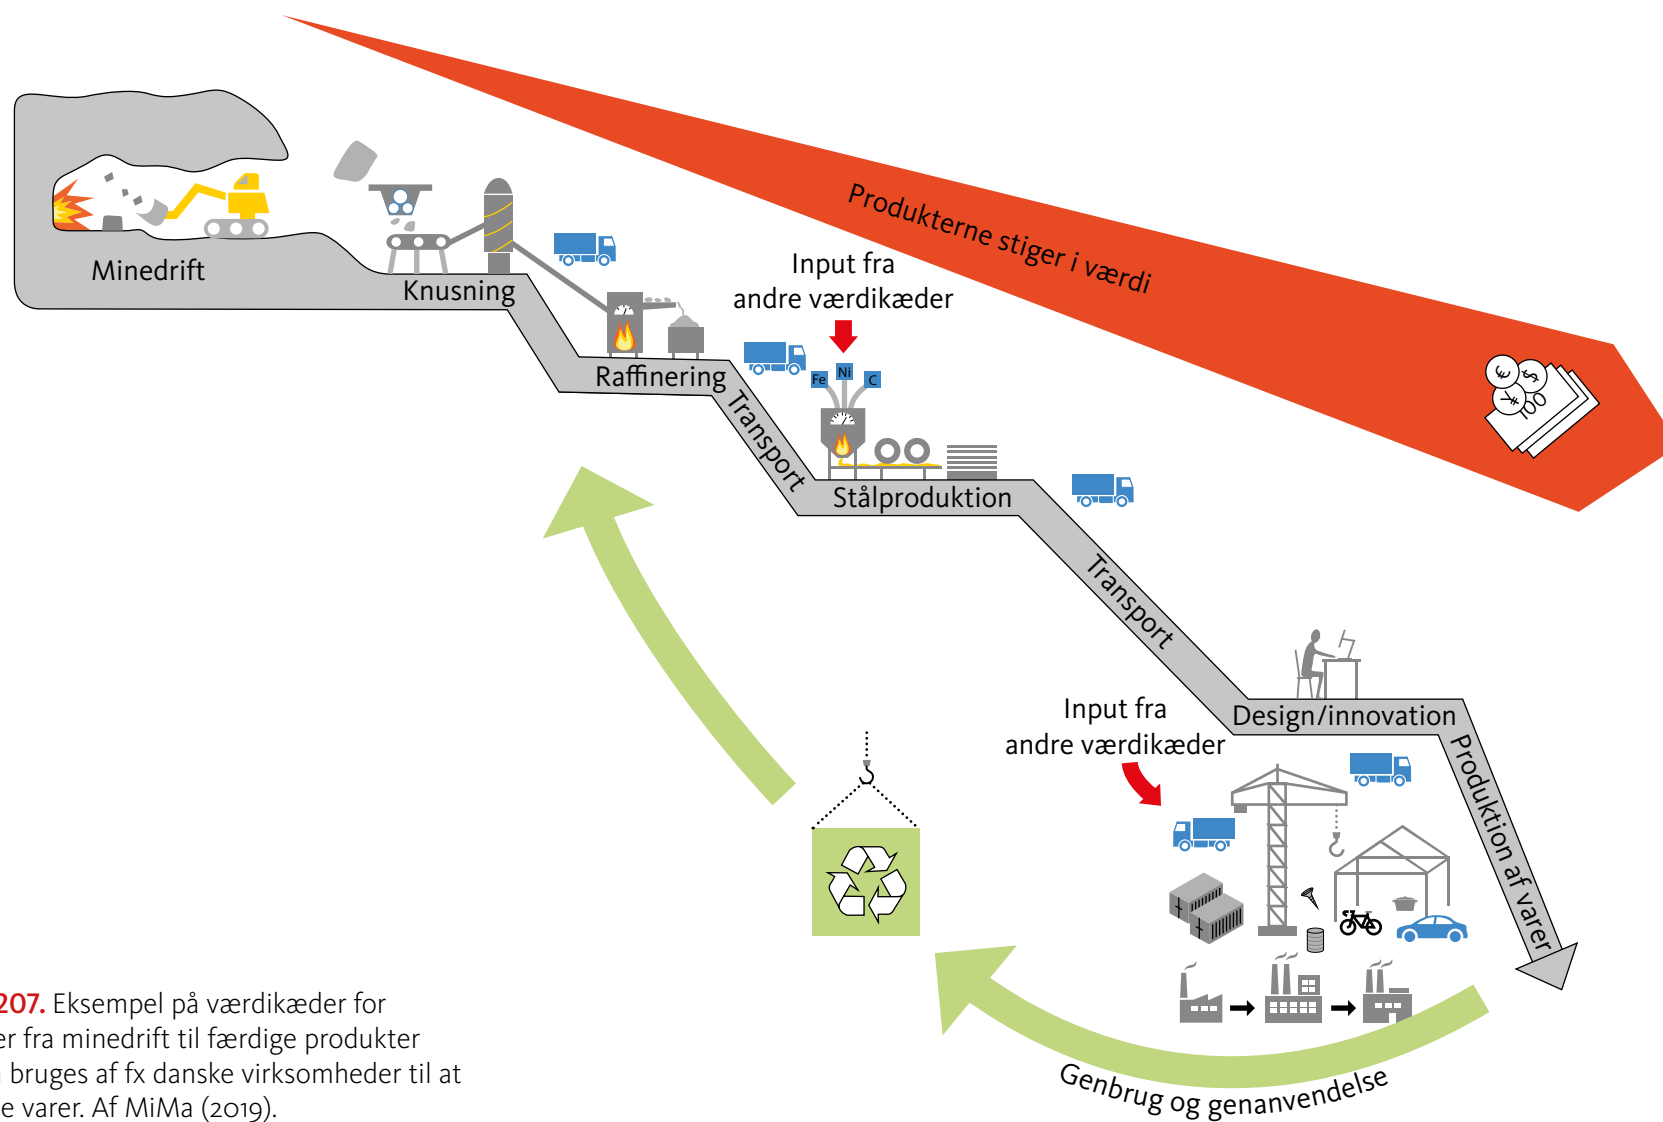 Produkterne stiger i værdi
€
$
¥
100
Minedrift
Knusning
Input fra
andre værdikæder
Raffinering
Transport
Fe
Ni
C
Stålproduktion
Transport
Input fra
andre værdikæder
Design/innovation
Produktion af varer
Genbrug og genanvendelse
207. Eksempel på værdikæder for
er fra minedrift til færdige produkter
bruges af fx danske virksomheder til at
e varer. Af MiMa (2019).